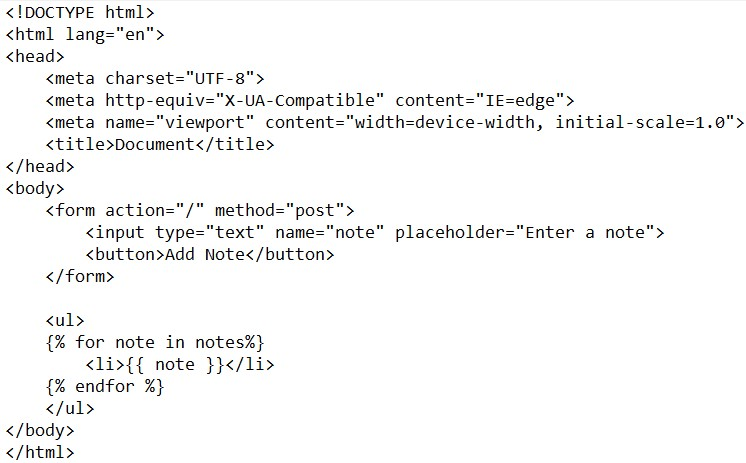 <!DOCTYPE html>
<html lang="en">
<head>
    <meta charset="UTF-8">
    <meta http-equiv="X-UA-Compatible" content="IE=edge">
    <meta name="viewport" content="width=device-width, initial-scale=1.0">
    <title>Document</title>
</head>
<body>
    <form action="/" method="post">
        <input type="text" name="note" placeholder="Enter a note">
        <button>Add Note</button>
    </form>

    <ul>
    {% for note in notes%}
        <li>{{ note }}</li>
    {% endfor %}
    </ul>
</body>
</html>